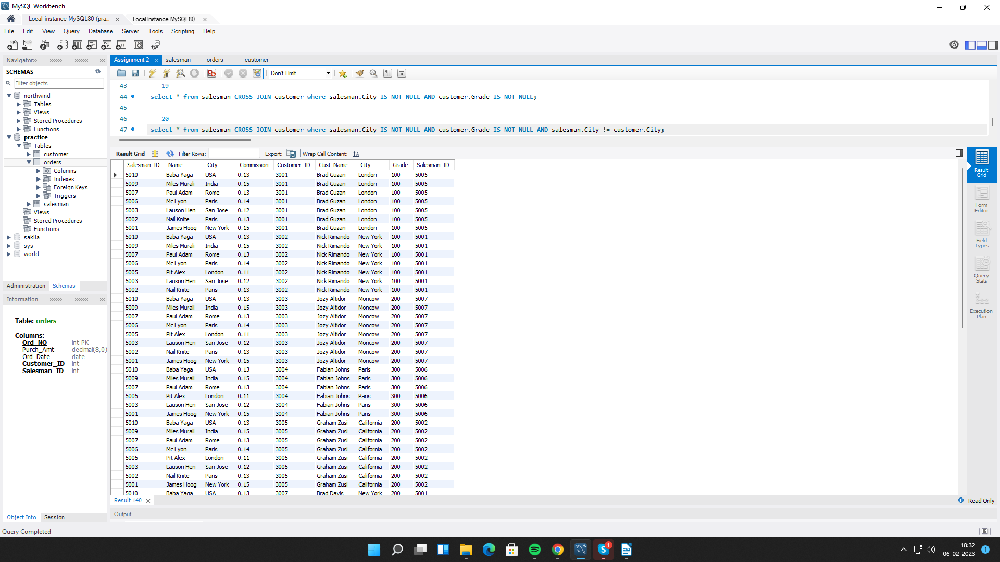 MySQL Workbench
Local instance MySQL80 (pra...
Local instance MySQL80
File Edit View Query Database Server Tools Scripting Help
Navigator
SCHEMAS
Filter objects
northwind
Tables
Views
Stored Procedures
Functions
practice
Tables
customer
orders
Columns
Indexes
Foreign Keys
Triggers
salesman
Views
Stored Procedures
Functions
sakila
sys
world
Administration Schemas
Information
Table: orders
Columns:
Ord_NO int PK
Purch_Amt decimal(8,0)
Ord_Date date
Customer_ID int
Salesman_ID int
Object Info Session
Query Completed
Assignment 2 salesman orders customer
Don't Limit
43 -- 19
44 select * from salesman CROSS JOIN customer where salesman.City IS NOT NULL AND customer.Grade IS NOT NULL;
45
46 -- 20
47 select * from salesman CROSS JOIN customer where salesman.City IS NOT NULL AND customer.Grade IS NOT NULL AND salesman.City != customer.City;
Result Grid Filter Rows: Export: Wrap Cell Content:
Salesman_ID Name City Commission Customer_ID Cust_Name City Grade Salesman_ID
5010 Baba Yaga USA 0.13 3001 Brad Guzan London 100 5005
5009 Miles Murali India 0.15 3001 Brad Guzan London 100 5005
5007 Paul Adam Rome 0.13 3001 Brad Guzan London 100 5005
5006 Mc Lyon Paris 0.14 3001 Brad Guzan London 100 5005
5003 Lauson Hen San Jose 0.12 3001 Brad Guzan London 100 5005
5002 Nail Knite Paris 0.13 3001 Brad Guzan London 100 5005
5001 James Hoog New York 0.15 3001 Brad Guzan London 100 5005
5010 Baba Yaga USA 0.13 3002 Nick Rimando New York 100 5001
5009 Miles Murali India 0.15 3002 Nick Rimando New York 100 5001
5007 Paul Adam Rome 0.13 3002 Nick Rimando New York 100 5001
5006 Mc Lyon Paris 0.14 3002 Nick Rimando New York 100 5001
5005 Pit Alex London 0.11 3002 Nick Rimando New York 100 5001
5003 Lauson Hen San Jose 0.12 3002 Nick Rimando New York 100 5001
5002 Nail Knite Paris 0.13 3002 Nick Rimando New York 100 5001
5010 Baba Yaga USA 0.13 3003 Jozy Altidor Moncow 200 5007
5009 Miles Murali India 0.15 3003 Jozy Altidor Moncow 200 5007
5007 Paul Adam Rome 0.13 3003 Jozy Altidor Moncow 200 5007
5006 Mc Lyon Paris 0.14 3003 Jozy Altidor Moncow 200 5007
5005 Pit Alex London 0.11 3003 Jozy Altidor Moncow 200 5007
5003 Lauson Hen San Jose 0.12 3003 Jozy Altidor Moncow 200 5007
5002 Nail Knite Paris 0.13 3003 Jozy Altidor Moncow 200 5007
5001 James Hoog New York 0.15 3003 Jozy Altidor Moncow 200 5007
5010 Baba Yaga USA 0.13 3004 Fabian Johns Paris 300 5006
5009 Miles Murali India 0.15 3004 Fabian Johns Paris 300 5006
5007 Paul Adam Rome 0.13 3004 Fabian Johns Paris 300 5006
5005 Pit Alex London 0.11 3004 Fabian Johns Paris 300 5006
5003 Lauson Hen San Jose 0.12 3004 Fabian Johns Paris 300 5006
5001 James Hoog New York 0.15 3004 Fabian Johns Paris 300 5006
5010 Baba Yaga USA 0.13 3005 Graham Zusi California 200 5002
5009 Miles Murali India 0.15 3005 Graham Zusi California 200 5002
5007 Paul Adam Rome 0.13 3005 Graham Zusi California 200 5002
5006 Mc Lyon Paris 0.14 3005 Graham Zusi California 200 5002
5005 Pit Alex London 0.11 3005 Graham Zusi California 200 5002
5003 Lauson Hen San Jose 0.12 3005 Graham Zusi California 200 5002
5002 Nail Knite Paris 0.13 3005 Graham Zusi California 200 5002
5001 James Hoog New York 0.15 3005 Graham Zusi California 200 5002
5010 Baba Yaga USA 0.13 3007 Brad Davis New York 200 5001
Result 140
Read Only
Output
Result
Grid
Form
Editor
Field
Types
Query
Stats
Execution
Plan
18:32
06-02-2023
1
1